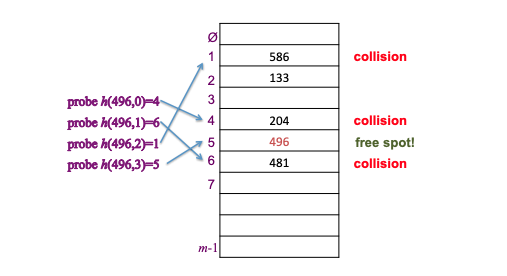 Ø
1 586 collision
2 133
probe h(496,0)=4 3
probe h(496,1)=6 4 204 collision
probe h(496,2)=1 5 496 free spot!
probe h(496,3)=5 6 481 collision
7
m-1